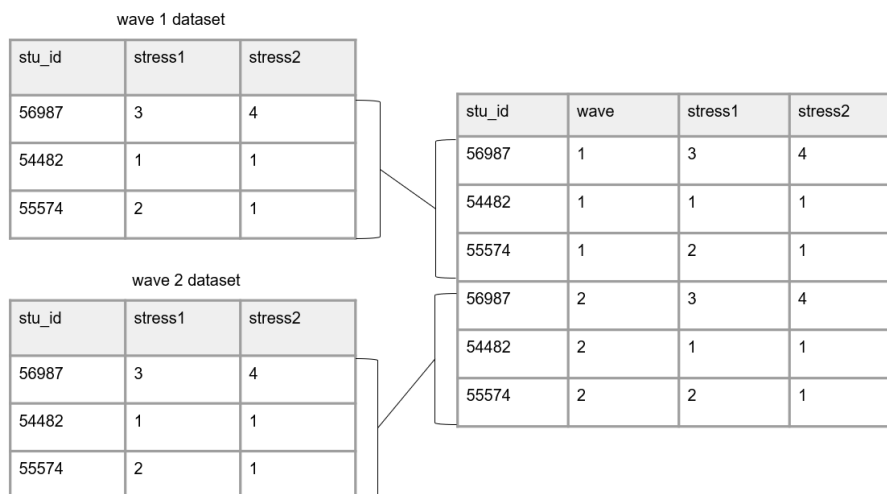 wave 1 dataset
stu_id stress1 stress2
56987 3 4
54482 1 1
55574 2 1
wave 2 dataset
stu_id stress1 stress2
56987 3 4
54482 1 1
55574 2 1
stu_id wave stress1 stress2
56987 1 3 4
54482 1 1 1
55574 1 2 1
56987 2 3 4
54482 2 1 1
55574 2 2 1